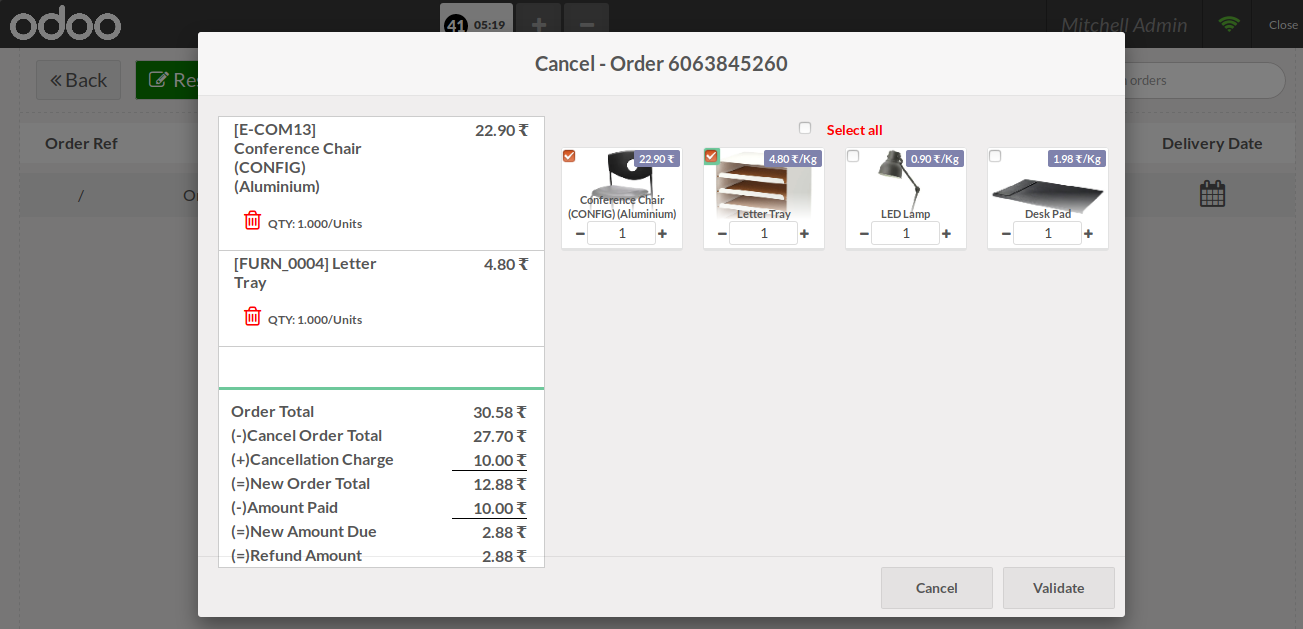 odoo
41 05:19
Mitchell Admin
Close
Back
Cancel - Order 6063845260
orders
Order Ref
Delivery Date
/
[E-COM13]
Conference Chair
(CONFIG)
(Aluminium)
22.90 ₹
QTY: 1.000/Units
[FURN_0004] Letter
Tray
4.80 ₹
QTY: 1.000/Units
Order Total 30.58 ₹
(-)Cancel Order Total 27.70 ₹
(+)Cancellation Charge 10.00 ₹
(=)New Order Total 12.88 ₹
(-)Amount Paid 10.00 ₹
(=)New Amount Due 2.88 ₹
(=)Refund Amount 2.88 ₹
Select all
22.90 ₹
Conference Chair
(CONFIG) (Aluminium)
1
4.80 ₹/Kg
Letter Tray
1
0.90 ₹/Kg
LED Lamp
1
1.98 ₹/Kg
Desk Pad
1
Cancel
Validate